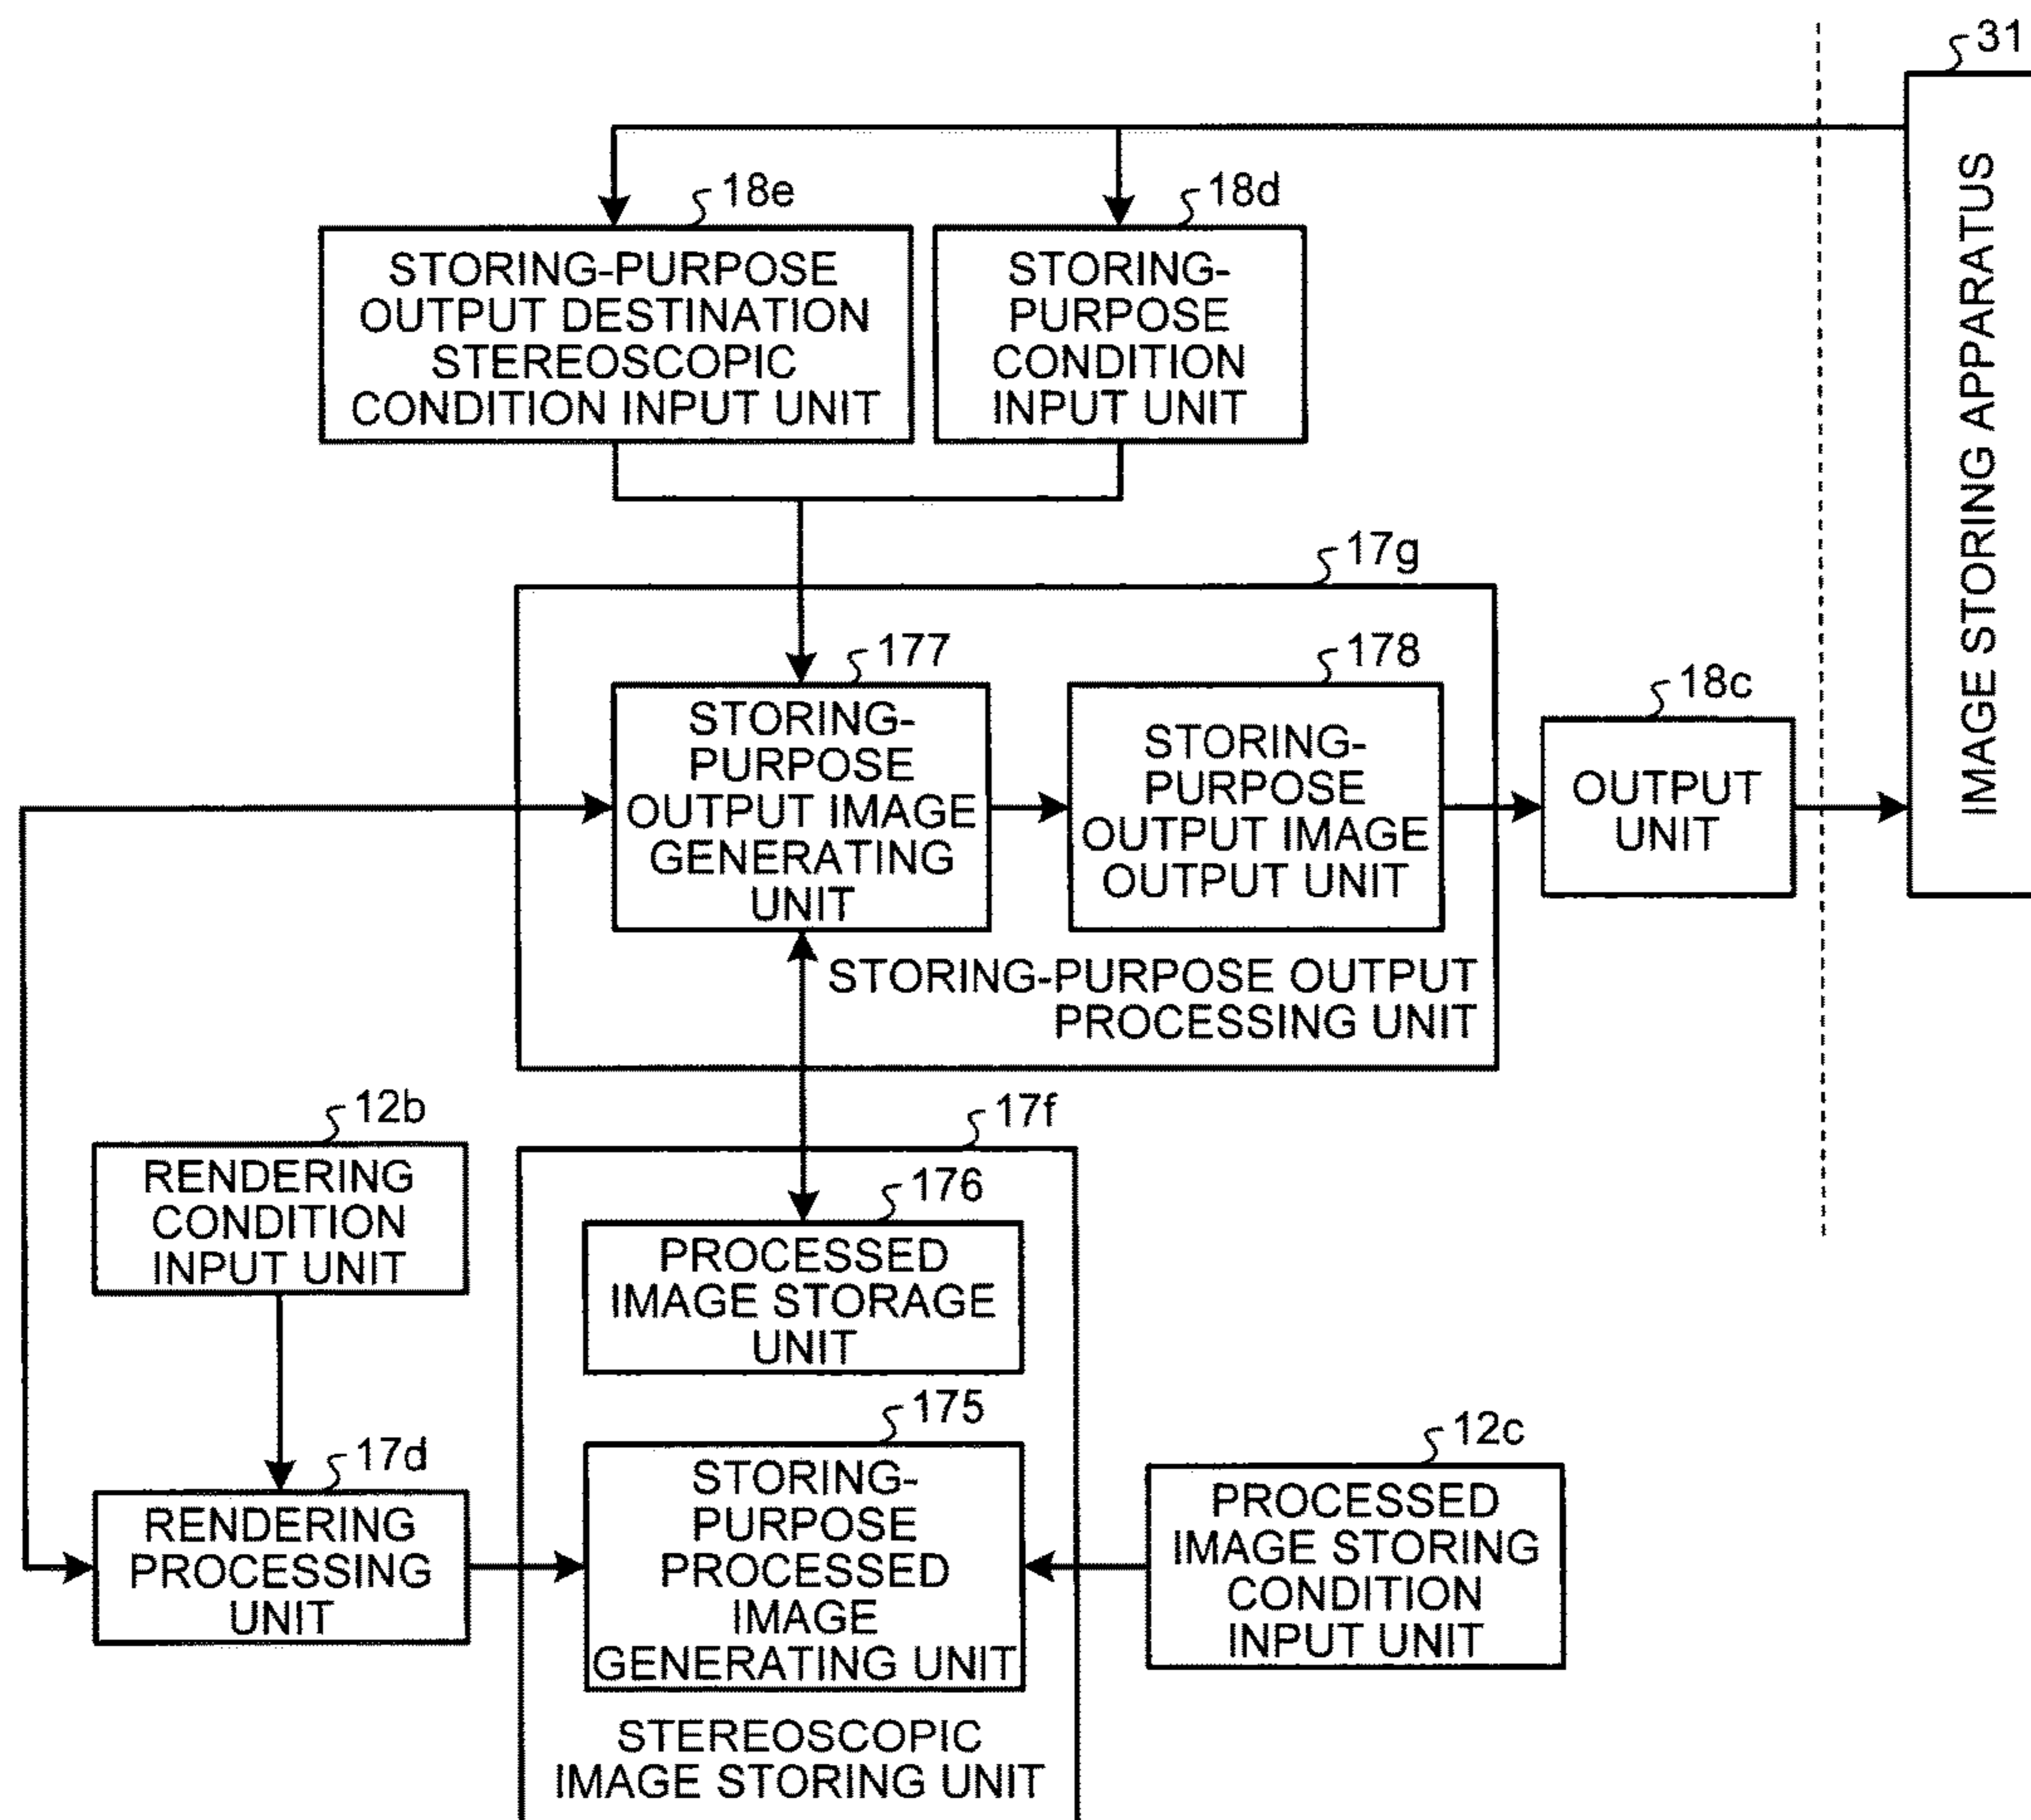 31
IMAGE STORING APPARATUS
18e
STORING-PURPOSE
OUTPUT DESTINATION
STEREOSCOPIC
CONDITION INPUT UNIT
18d
STORING-
PURPOSE
CONDITION
INPUT UNIT
17g
177
STORING-
PURPOSE
OUTPUT IMAGE
GENERATING
UNIT
178
STORING-
PURPOSE
OUTPUT IMAGE
OUTPUT UNIT
18c
OUTPUT
UNIT
STORING-PURPOSE OUTPUT
PROCESSING UNIT
12b
RENDERING
CONDITION
INPUT UNIT
17f
176
PROCESSED
IMAGE STORAGE
UNIT
17d
RENDERING
PROCESSING
UNIT
175
STORING-
PURPOSE
PROCESSED
IMAGE
GENERATING UNIT
12c
PROCESSED
IMAGE STORING
CONDITION
INPUT UNIT
STEREOSCOPIC
IMAGE STORING UNIT